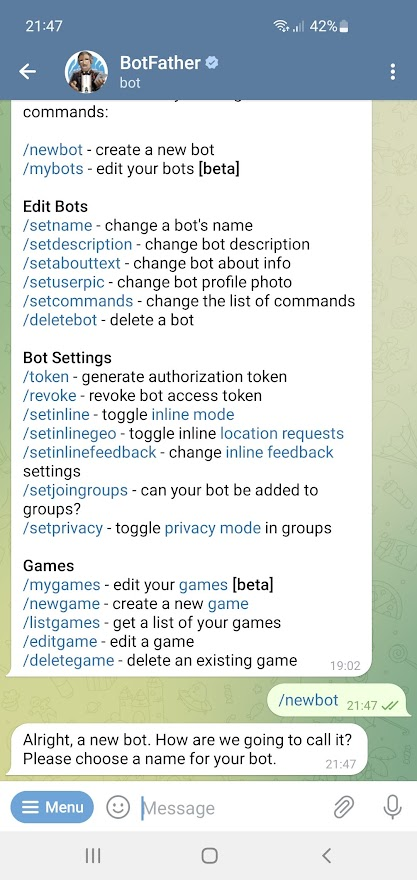 21:47
42%
BotFather
bot
commands:
/newbot - create a new bot
/mybots - edit your bots [beta]
Edit Bots
/setname - change a bot's name
/setdescription - change bot description
/setabouttext - change bot about info
/setuserpic - change bot profile photo
/setcommands - change the list of commands
/deletebot - delete a bot
Bot Settings
/token - generate authorization token
/revoke - revoke bot access token
/setinline - toggle inline mode
/setinlinegeo - toggle inline location requests
/setinlinefeedback - change inline feedback
settings
/setjoingroups - can your bot be added to
groups?
/setprivacy - toggle privacy mode in groups
Games
/mygames - edit your games [beta]
/newgame - create a new game
/listgames - get a list of your games
/editgame - edit a game
/deletegame - delete an existing game
19:02
/newbot
21:47
Alright, a new bot. How are we going to call it?
Please choose a name for your bot.
21:47
Menu
Message